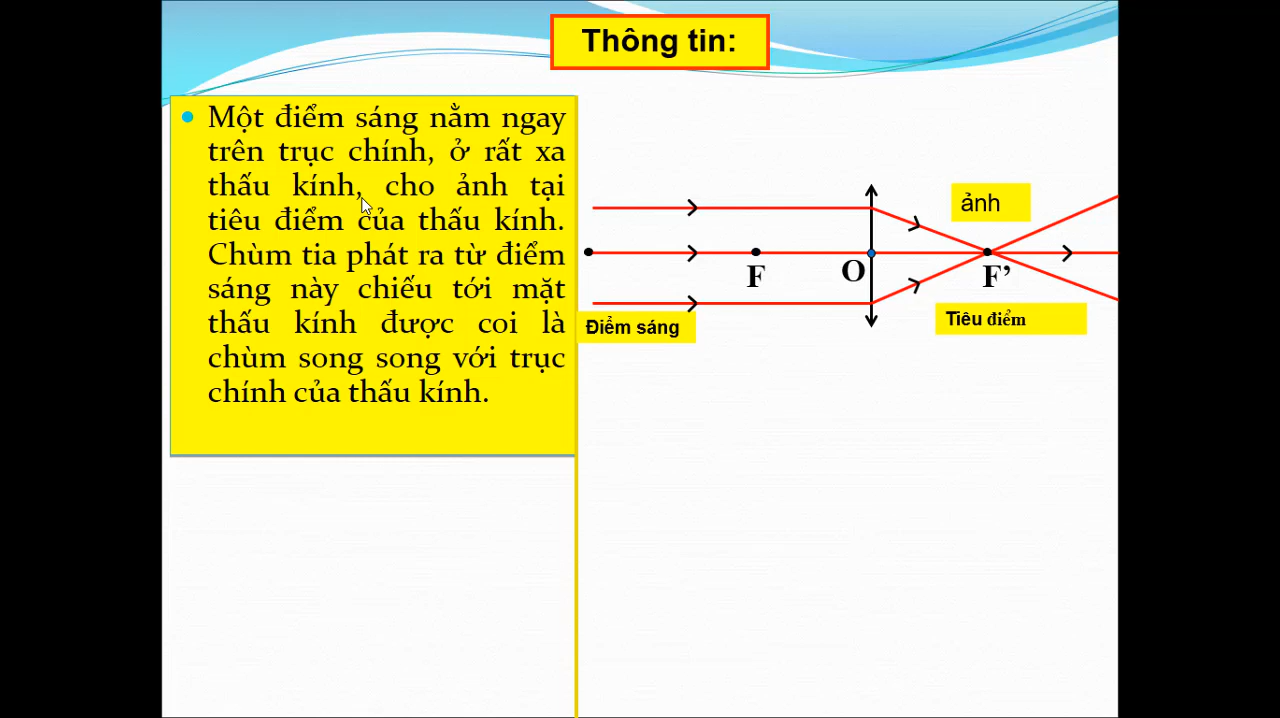 Thông tin:
Một điểm sáng nằm ngay
trên trục chính, ở rất xa
thấu kính, cho ảnh tại
tiêu điểm của thấu kính.
Chùm tia phát ra từ điểm
sáng này chiếu tới mặt
thấu kính được coi là
chùm song song với trục
chính của thấu kính.
ảnh
F
O
F’
Điểm sáng
Tiêu điểm